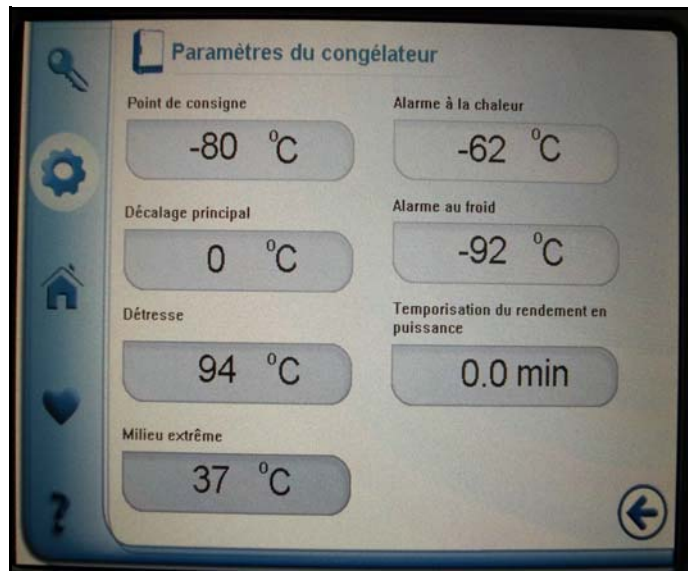 Paramètres du congélateur
Point de consigne
-80 °C
Décalage principal
0 °C
Détresse
94 °C
Milieu extrême
37 °C
Alarme à la chaleur
-62 °C
Alarme au froid
-92 °C
Temporisation du rendement en
puissance
0.0 min
?